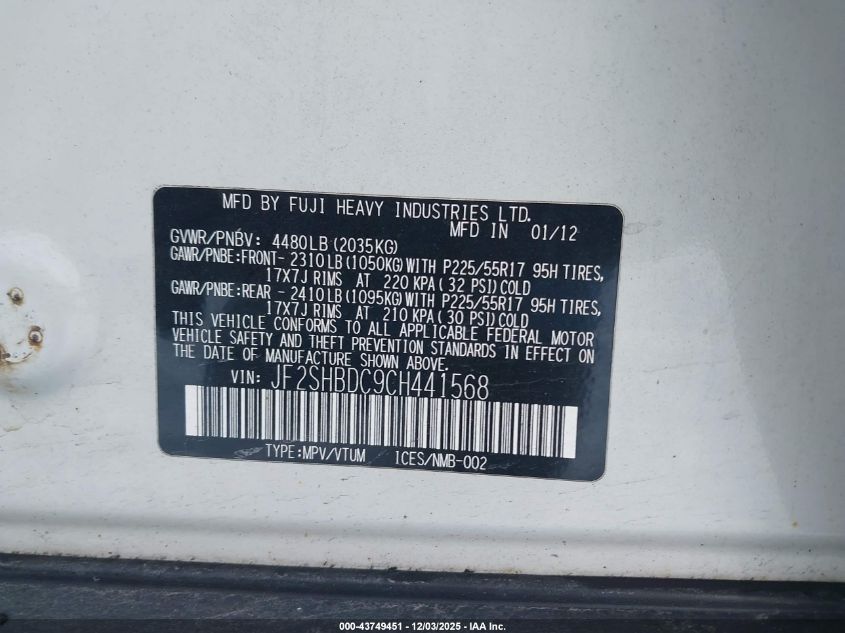 MFD BY FUJI HEAVY INDUSTRIES LTD.
MFD IN 01/12
GVWR/PNBV: 4480LB (2035KG)
GAWR/PNBE:FRONT- 2310LB (1050KG) WITH P225/55R17 95H TIRES,
17X7J RIMS AT 220 KPA (32 PSI) COLD
GAWR/PNBE:REAR - 2410LB (1095KG) WITH P225/55R17 95H TIRES,
17X7J RIMS AT 210 KPA (30 PSI) COLD
THIS VEHICLE CONFORMS TO ALL APPLICABLE FEDERAL MOTOR
VEHICLE SAFETY AND THEFT PREVENTION STANDARDS IN EFFECT ON
THE DATE OF MANUFACTURE SHOWN ABOVE.
VIN: JF2SHBDC9CH441568
TYPE:MPV/VTUM ICES/NMB-002
000-43749451 - 12/03/2025 - IAA Inc.